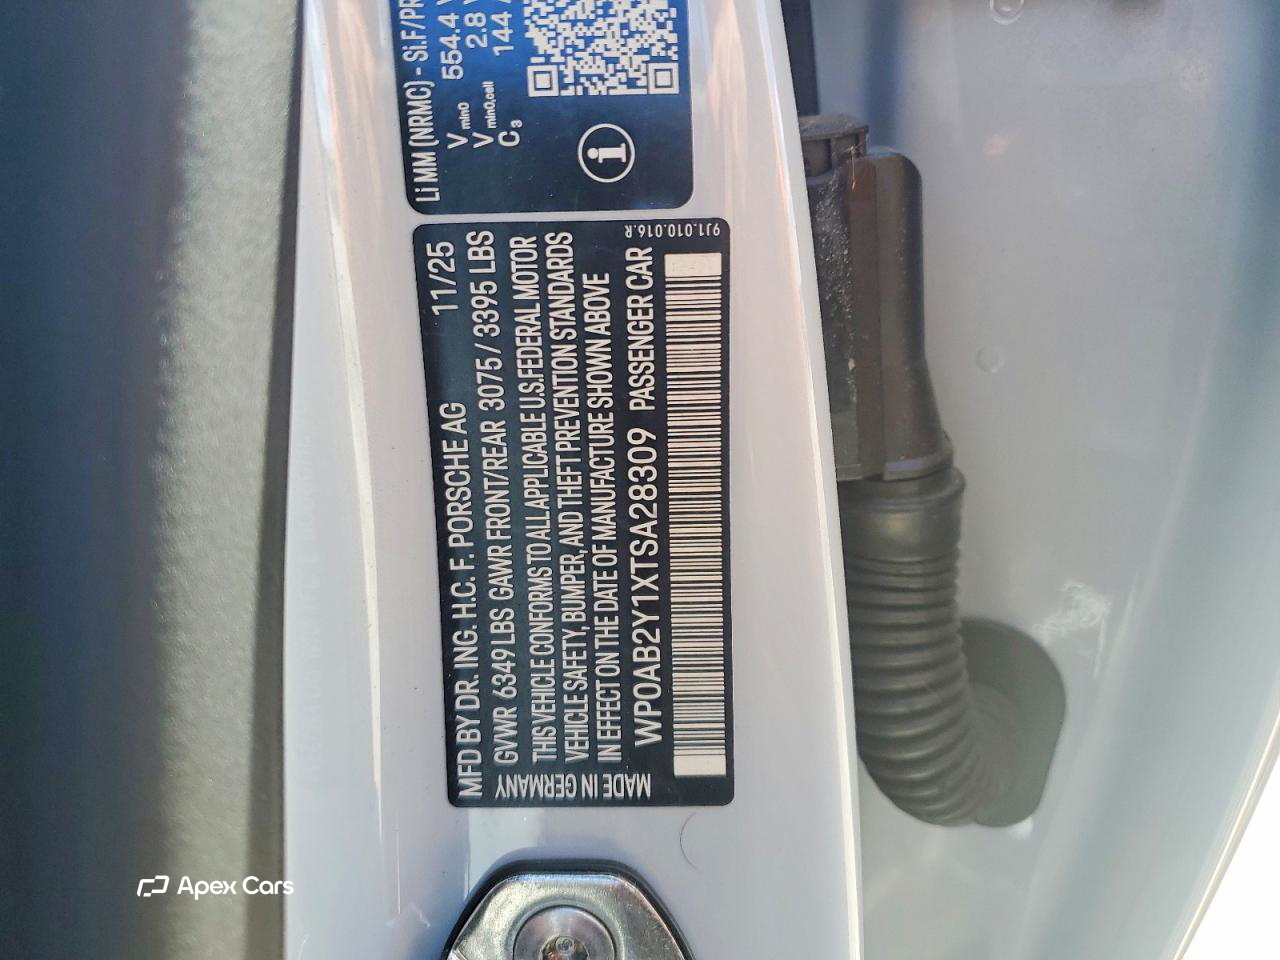 Li MM (NRMC) - Si.F/PR
Vmin0 554.4
Vmin0,cell 2.8
C3 144
i
9J1.010.016.R
MFD BY DR. ING. H.C. F. PORSCHE AG 11/25
GVWR 6349 LBS GAWR FRONT/REAR 3075 / 3395 LBS
THIS VEHICLE CONFORMS TO ALL APPLICABLE U.S. FEDERAL MOTOR
VEHICLE SAFETY, BUMPER, AND THEFT PREVENTION STANDARDS
IN EFFECT ON THE DATE OF MANUFACTURE SHOWN ABOVE
WP0AB2Y1XTSA28309 PASSENGER CAR
MADE IN GERMANY
Apex Cars